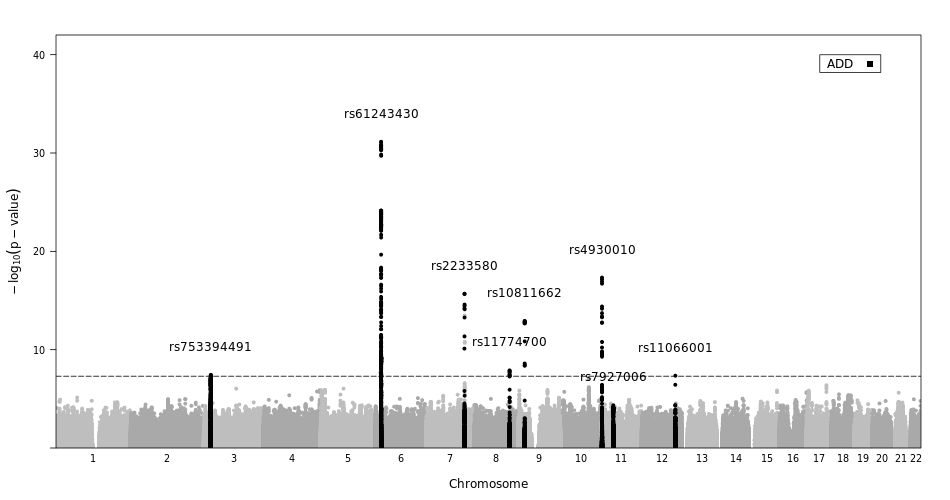 40
ADD
rs61243430
30
rs4930010
20
rs2233580
rs10811662
rs11774700
rs753394491
rs11066001
10
rs7927006
−log10(p − value)
1 2 3 4 5 6 7 8 9 10 11 12 13 14 15 16 17 18 19 20 21 22
Chromosome